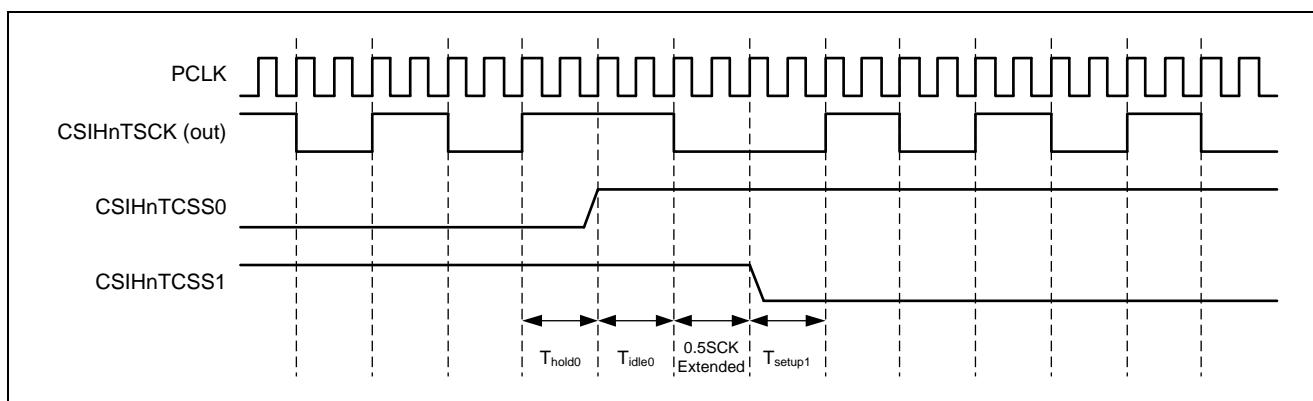 PCLK
CSIHnTSCK (out)
CSIHnTCSS0
CSIHnTCSS1
Thold0
Tidle0
0.5SCK
Extended
Tsetup1